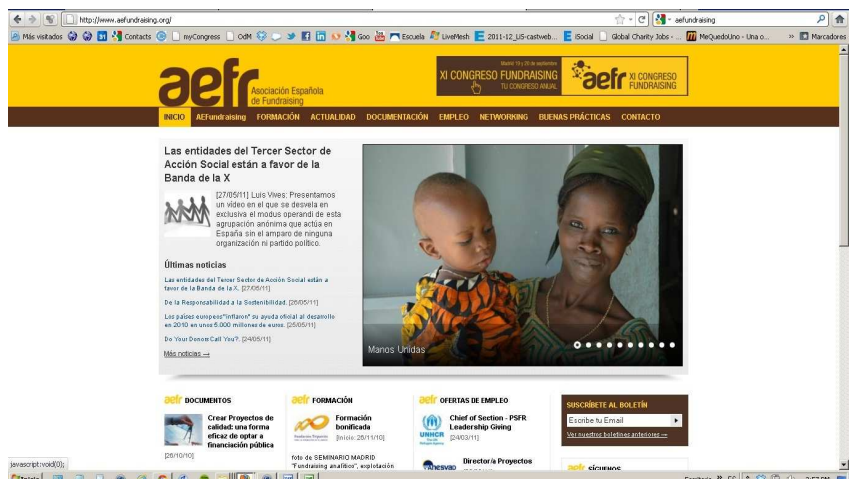 http://www.aefundraising.org/
aefundraising
Más visitados
Contacts
myCongress
OdM
Goo
Escuela
LiveMesh
2011-12_LIS-castweb...
iSocial
Global Charity Jobs - ...
MeQuedoUno - Una o...
Marcadores
aefr Asociación Española
de Fundraising
Madrid 19 y 20 de septiembre
XI CONGRESO FUNDRAISING
TU CONGRESO ANUAL
aefr XI CONGRESO
FUNDRAISING
INICIO AEFundraising FORMACIÓN ACTUALIDAD DOCUMENTACIÓN EMPLEO NETWORKING BUENAS PRÁCTICAS CONTACTO
Las entidades del Tercer Sector de
Acción Social están a favor de la
Banda de la X
[27/05/11] Luis Vives: Presentamos
un vídeo en el que se desvela en
exclusiva el modus operandi de esta
agrupación anónima que actúa en
España sin el amparo de ninguna
organización ni partido político.
Últimas noticias
Las entidades del Tercer Sector de Acción Social están a
favor de la Banda de la X. [27/05/11]
De la Responsabilidad a la Sostenibilidad. [26/05/11]
Los países europeos "inflaron" su ayuda oficial al desarrollo
en 2010 en unos 5.000 millones de euros. [25/05/11]
Do Your Donors Call You?. [24/05/11]
Más noticias →
Manos Unidas
aefr DOCUMENTOS
Crear Proyectos de
calidad: una forma
eficaz de optar a
financiación pública
[26/10/10]
aefr FORMACIÓN
Formación
bonificada
[Inicio: 26/11/10]
foto de SEMINARIO MADRID
"Fundraising analítico", explotación
aefr OFERTAS DE EMPLEO
UNHCR
Chief of Section - PSFR
Leadership Giving
[24/03/11]
anesvad
Director/a Proyectos
SUSCRÍBETE AL BOLETÍN
Escribe tu Email
Ver nuestros boletines anteriores →
aefr SÍGUENOS
javascript:void(0);